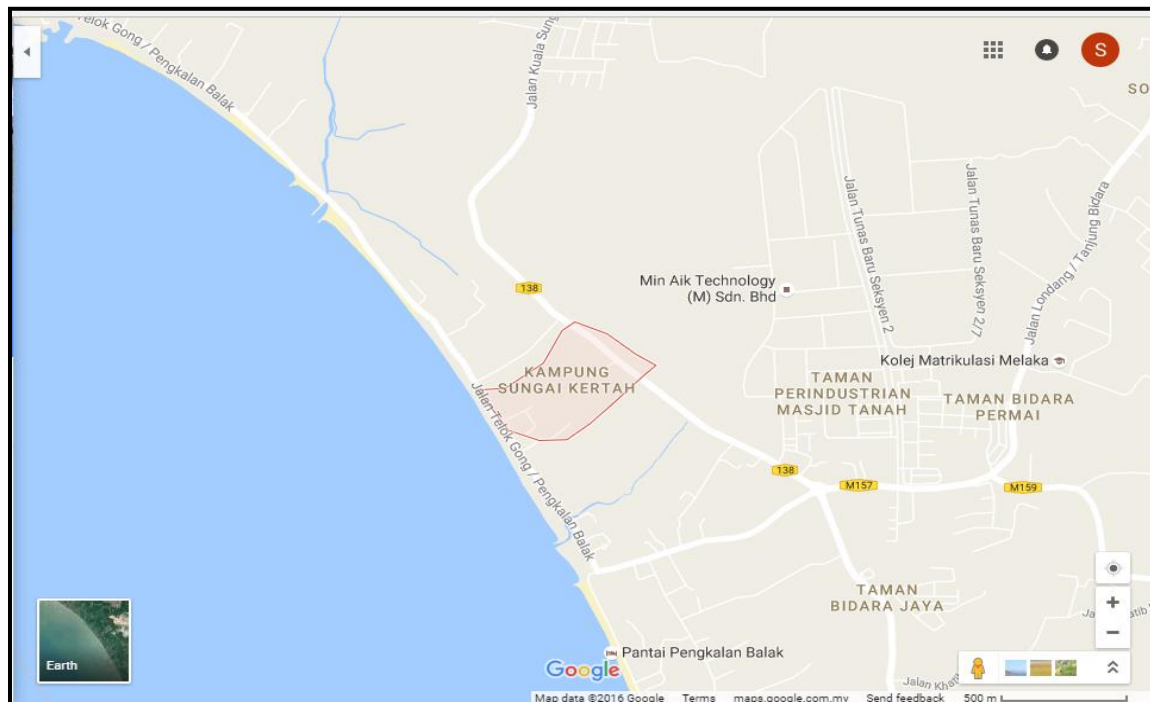 Telok Gong / Pengkalan Balak
Jalan Kuala Sung
S
SO
Jalan Tunas Baru Seksyen 2
Jalan Tunas Baru Seksyen 2/7
Jalan Londang / Tanjung Bidara
138
Min Aik Technology
(M) Sdn. Bhd
Kolej Matrikulasi Melaka
KAMPUNG
SUNGAI KERTAH
TAMAN
PERINDUSTRIAN
MASJID TANAH
TAMAN BIDARA
PERMAI
Jalan Telok Gong / Pengkalan Balak
138
M157
M159
TAMAN
BIDARA JAYA
Earth
Pantai Pengkalan Balak
Google
Map data ©2016 Google Terms maps.google.com.my Send feedback 500 m